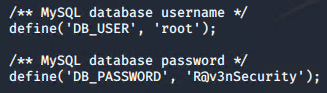 /** MySQL database username */
define('DB_USER', 'root');
/** MySQL database password */
define('DB_PASSWORD', 'R@v3nSecurity');